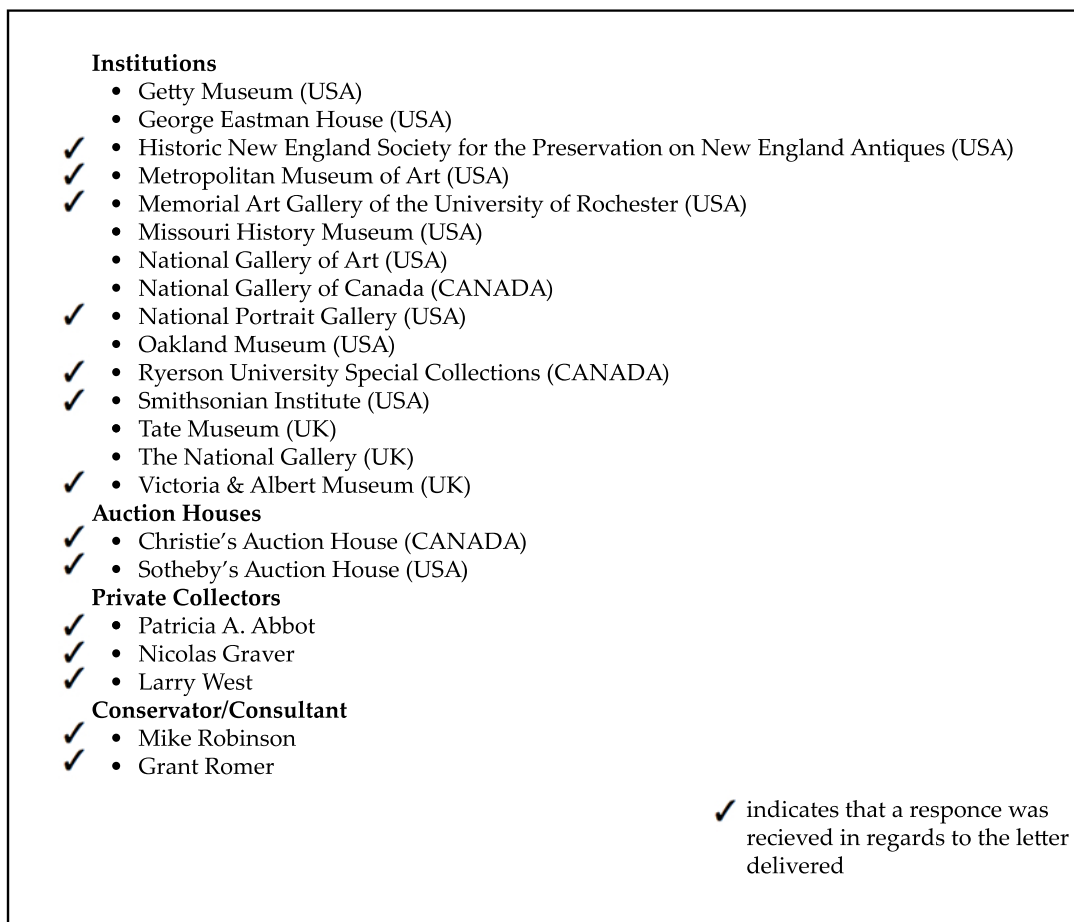 Institutions
• Getty Museum (USA)
• George Eastman House (USA)
✓ • Historic New England Society for the Preservation on New England Antiques (USA)
✓ • Metropolitan Museum of Art (USA)
✓ • Memorial Art Gallery of the University of Rochester (USA)
• Missouri History Museum (USA)
• National Gallery of Art (USA)
• National Gallery of Canada (CANADA)
✓ • National Portrait Gallery (USA)
• Oakland Museum (USA)
✓ • Ryerson University Special Collections (CANADA)
✓ • Smithsonian Institute (USA)
• Tate Museum (UK)
• The National Gallery (UK)
✓ • Victoria & Albert Museum (UK)
Auction Houses
✓ • Christie's Auction House (CANADA)
✓ • Sotheby's Auction House (USA)
Private Collectors
✓ • Patricia A. Abbot
✓ • Nicolas Graver
✓ • Larry West
Conservator/Consultant
✓ • Mike Robinson
✓ • Grant Romer
✓ indicates that a responce was
recieved in regards to the letter
delivered